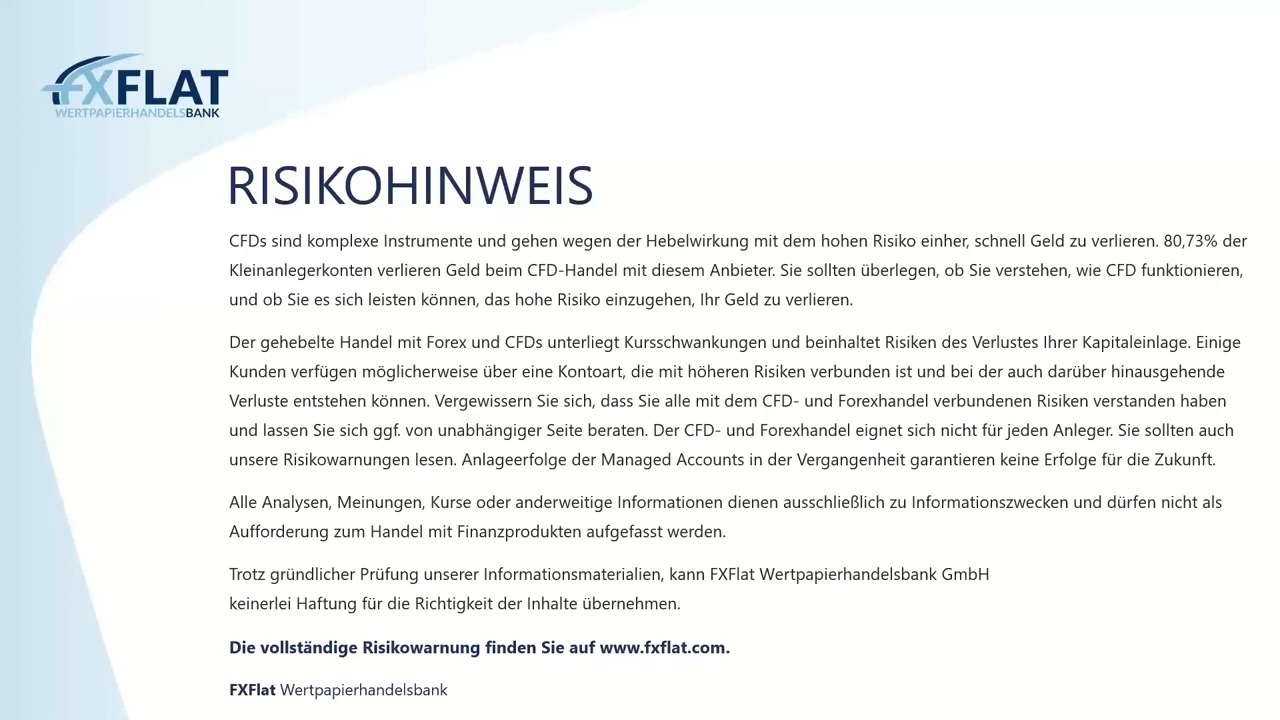 FXFLAT
WERTPAPIERHANDELSBANK
RISIKOHINWEIS
CFDs sind komplexe Instrumente und gehen wegen der Hebelwirkung mit dem hohen Risiko einher, schnell Geld zu verlieren. 80,73% der
Kleinanlegerkonten verlieren Geld beim CFD-Handel mit diesem Anbieter. Sie sollten überlegen, ob Sie verstehen, wie CFD funktionieren,
und ob Sie es sich leisten können, das hohe Risiko einzugehen, Ihr Geld zu verlieren.
Der gehebelte Handel mit Forex und CFDs unterliegt Kursschwankungen und beinhaltet Risiken des Verlustes Ihrer Kapitaleinlage. Einige
Kunden verfügen möglicherweise über eine Kontoart, die mit höheren Risiken verbunden ist und bei der auch darüber hinausgehende
Verluste entstehen können. Vergewissern Sie sich, dass Sie alle mit dem CFD- und Forexhandel verbundenen Risiken verstanden haben
und lassen Sie sich ggf. von unabhängiger Seite beraten. Der CFD- und Forexhandel eignet sich nicht für jeden Anleger. Sie sollten auch
unsere Risikowarnungen lesen. Anlageerfolge der Managed Accounts in der Vergangenheit garantieren keine Erfolge für die Zukunft.
Alle Analysen, Meinungen, Kurse oder anderweitige Informationen dienen ausschließlich zu Informationszwecken und dürfen nicht als
Aufforderung zum Handel mit Finanzprodukten aufgefasst werden.
Trotz gründlicher Prüfung unserer Informationsmaterialien, kann FXFlat Wertpapierhandelsbank GmbH
keinerlei Haftung für die Richtigkeit der Inhalte übernehmen.
Die vollständige Risikowarnung finden Sie auf www.fxflat.com.
FXFlat Wertpapierhandelsbank